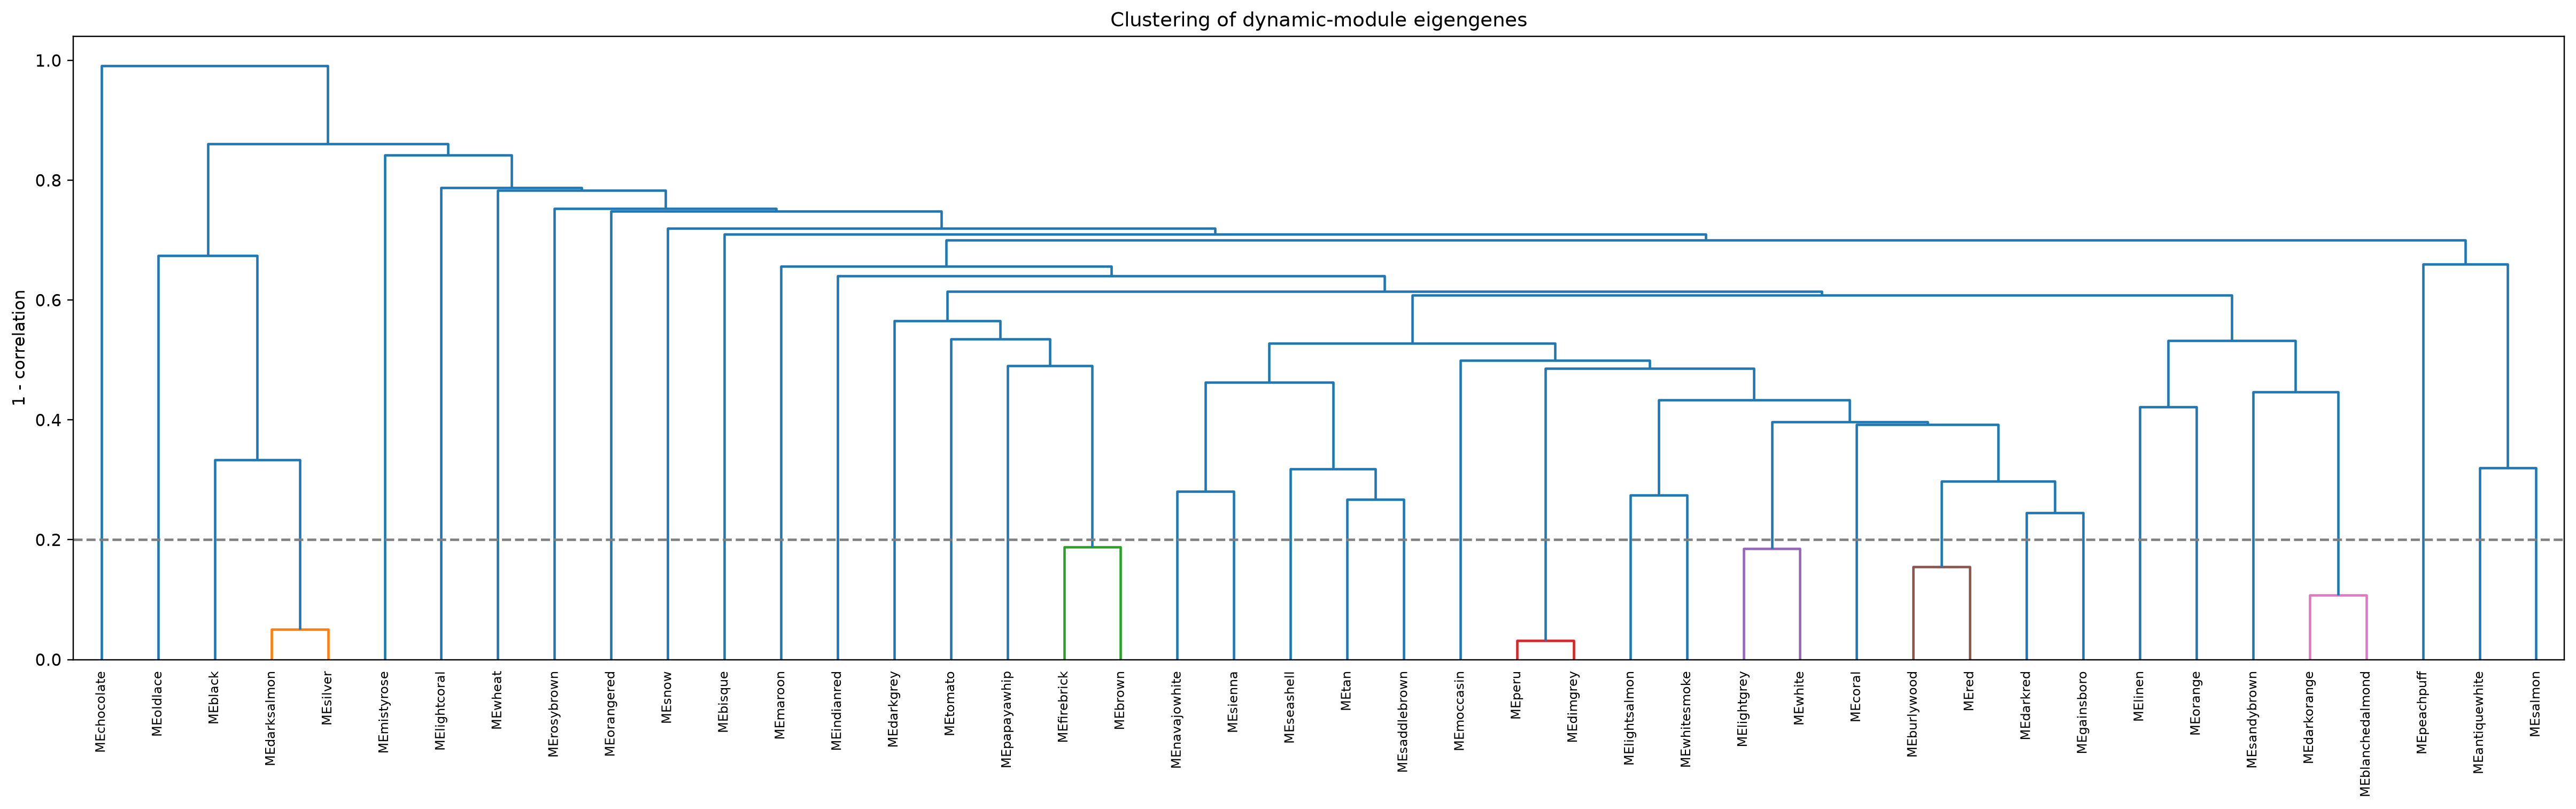 Clustering of dynamic-module eigengenes
1 - correlation
1.0
0.8
0.6
0.4
0.2
0.0
MEchocolate
MEoldlace
MEblack
MEdarksalmon
MEsilver
MEmistyrose
MElightcoral
MEwheat
MErosybrown
MEorangered
MEsnow
MEbisque
MEmaroon
MEindianred
MEdarkgrey
MEtomato
MEpapayawhip
MEfirebrick
MEbrown
MEnavajowhite
MEsienna
MEseashell
MEtan
MEsaddlebrown
MEmoccasin
MEperu
MEdimgrey
MElightsalmon
MEwhitesmoke
MElightgrey
MEwhite
MEcoral
MEburlywood
MEred
MEdarkred
MEgainsboro
MElinen
MEorange
MEsandybrown
MEdarkorange
MEblanchedalmond
MEpeachpuff
MEantiquewhite
MEsalmon